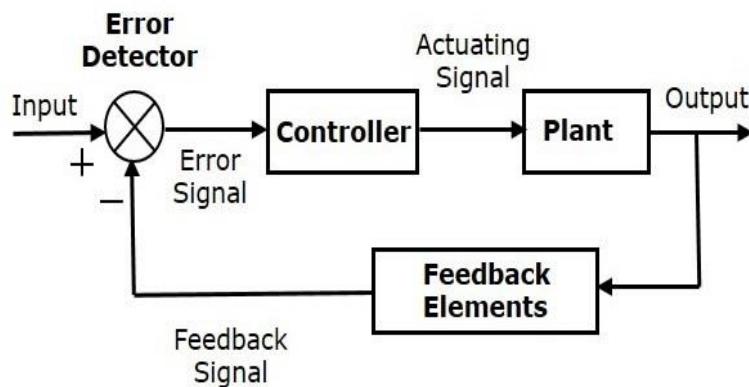 Error
Detector
Input
+
−
Error
Signal
Controller
Actuating
Signal
Plant
Output
Feedback
Elements
Feedback
Signal